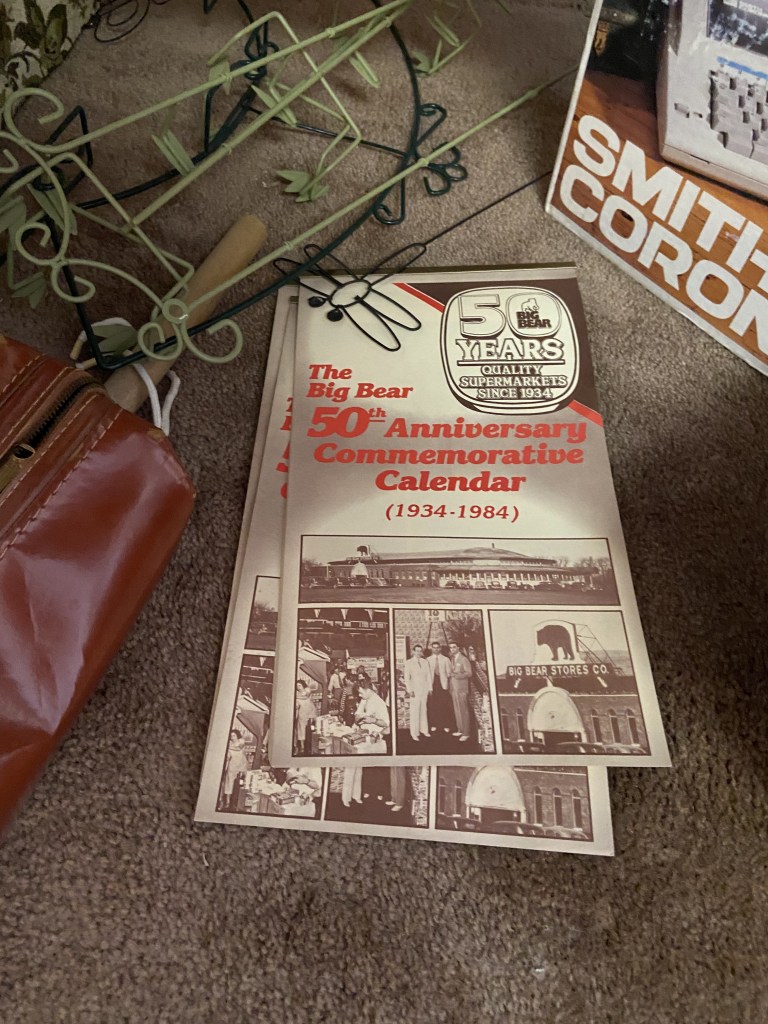 SMITH-
CORON
50
BIG
BEAR
YEARS
QUALITY
SUPERMARKETS
SINCE 1934
The
Big Bear
50th Anniversary
Commemorative
Calendar
(1934-1984)
10
BIG BEAR STORES CO.